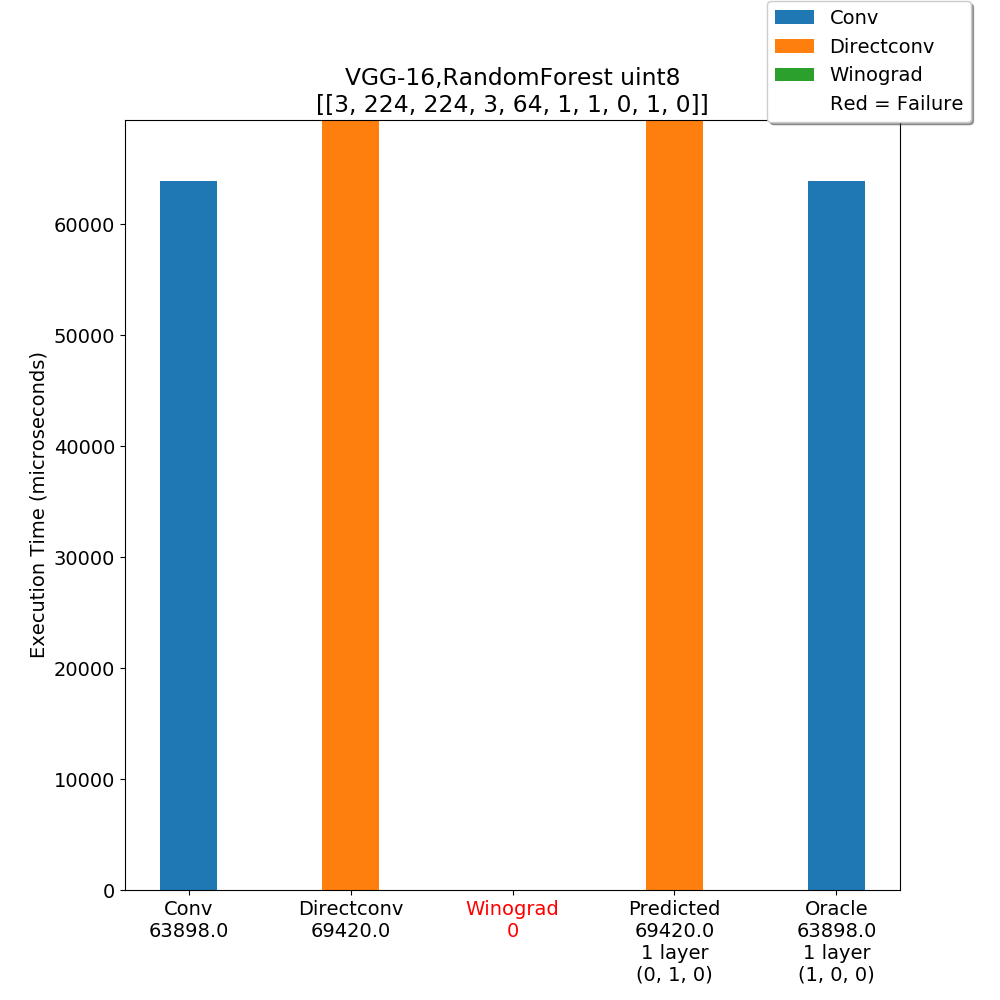 Conv
Directconv
Winograd
Red = Failure
VGG-16,RandomForest uint8
[[3, 224, 224, 3, 64, 1, 1, 0, 1, 0]]
Execution Time (microseconds)
60000
50000
40000
30000
20000
10000
0
Conv
63898.0
Directconv
69420.0
Winograd
0
Predicted
69420.0
1 layer
(0, 1, 0)
Oracle
63898.0
1 layer
(1, 0, 0)